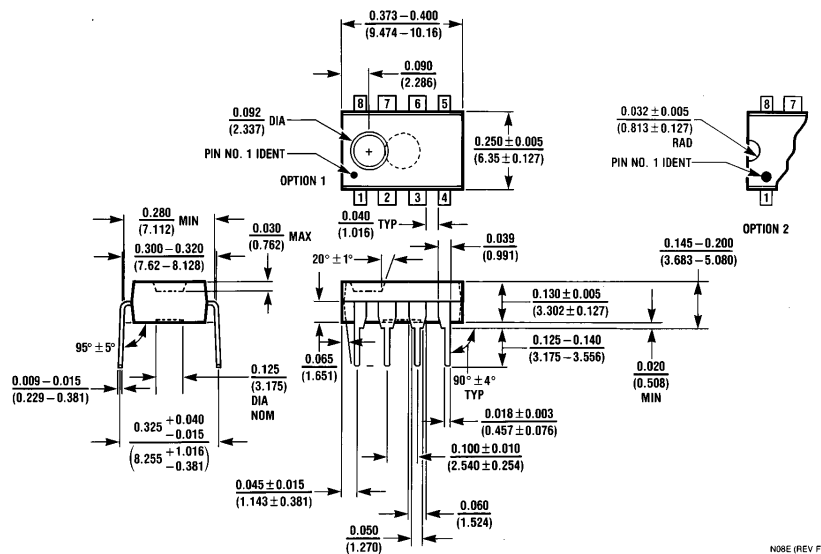 0.373 – 0.400
(9.474 – 10.16)
0.090
(2.286)
8 7 6 5
0.092 DIA
(2.337)
PIN NO. 1 IDENT
OPTION 1
+
0.250 ± 0.005
(6.35 ± 0.127)
1 2 3 4
0.032 ± 0.005
(0.813 ± 0.127)
RAD
PIN NO. 1 IDENT
8 7
1
OPTION 2
0.280 MIN
(7.112)
0.300 – 0.320
(7.62 – 8.128)
0.030 MAX
(0.762)
0.040 TYP
(1.016)
20° ± 1°
0.039
(0.991)
0.145 – 0.200
(3.683 – 5.080)
0.130 ± 0.005
(3.302 ± 0.127)
95° ± 5°
0.009 – 0.015
(0.229 – 0.381)
0.125
(3.175)
DIA
NOM
0.065
(1.651)
0.125 – 0.140
(3.175 – 3.556)
90° ± 4°
TYP
0.020
(0.508)
MIN
0.325 +0.040
–0.015
(8.255 +1.016
–0.381)
0.018 ± 0.003
(0.457 ± 0.076)
0.100 ± 0.010
(2.540 ± 0.254)
0.045 ± 0.015
(1.143 ± 0.381)
0.060
(1.524)
0.050
(1.270)
N08E (REV F